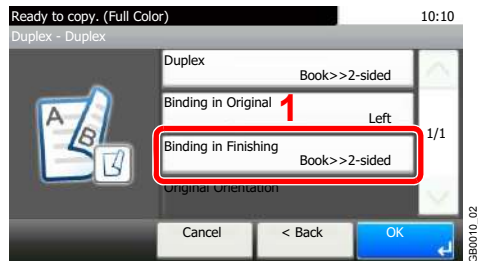 Ready to copy. (Full Color) 10:10
Duplex - Duplex
Duplex
Book>>2-sided
Binding in Original
1
Left
A
B
1/1
Binding in Finishing
Book>>2-sided
Original Orientation
Cancel < Back OK
GB0010_02